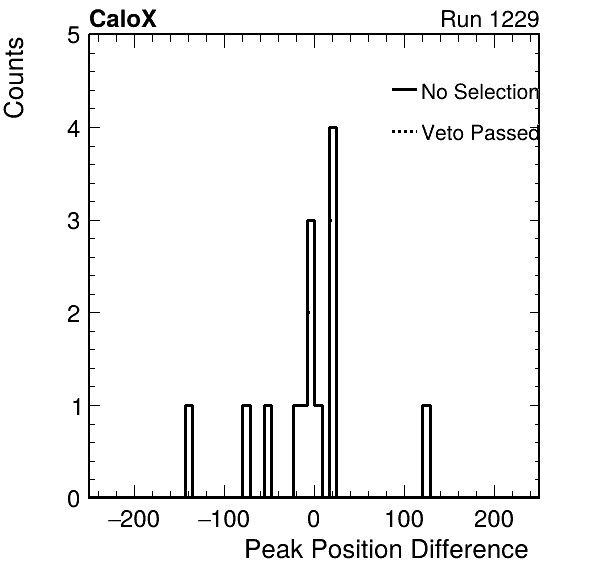 CaloX Run 1229
Counts
5
4
3
2
1
0
No Selection
Veto Passed
−200 −100 0 100 200
Peak Position Difference